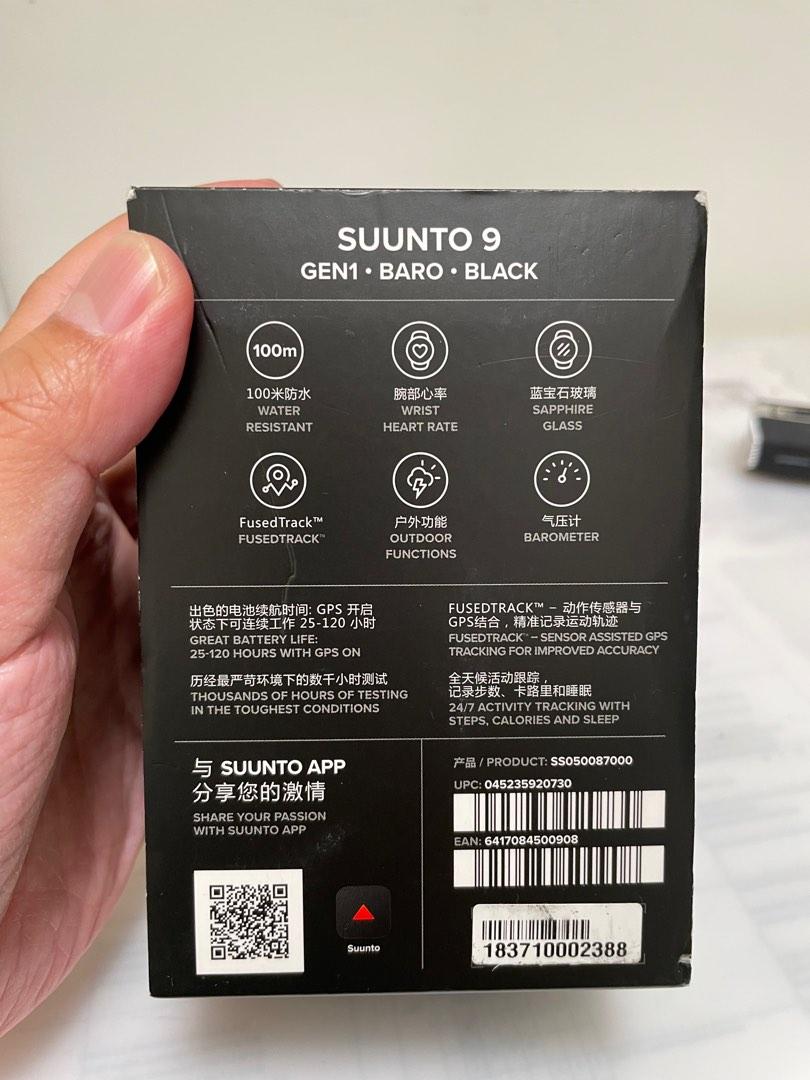 SUUNTO 9
GEN1 • BARO • BLACK
100m
100米防水
WATER
RESISTANT
腕部心率
WRIST
HEART RATE
蓝宝石玻璃
SAPPHIRE
GLASS
FusedTrack™
FUSEDTRACK™
户外功能
OUTDOOR
FUNCTIONS
气压计
BAROMETER
出色的电池续航时间: GPS 开启
状态下可连续工作 25-120 小时
GREAT BATTERY LIFE:
25-120 HOURS WITH GPS ON
历经最严苛环境下的数千小时测试
THOUSANDS OF HOURS OF TESTING
IN THE TOUGHEST CONDITIONS
FUSEDTRACK™ – 动作传感器与
GPS结合，精准记录运动轨迹
FUSEDTRACK™ – SENSOR ASSISTED GPS
TRACKING FOR IMPROVED ACCURACY
全天候活动跟踪，
记录步数、卡路里和睡眠
24/7 ACTIVITY TRACKING WITH
STEPS, CALORIES AND SLEEP
与 SUUNTO APP
分享您的激情
SHARE YOUR PASSION
WITH SUUNTO APP
Suunto
产品 / PRODUCT: SS050087000
UPC: 045235920730
EAN: 6417084500908
183710002388